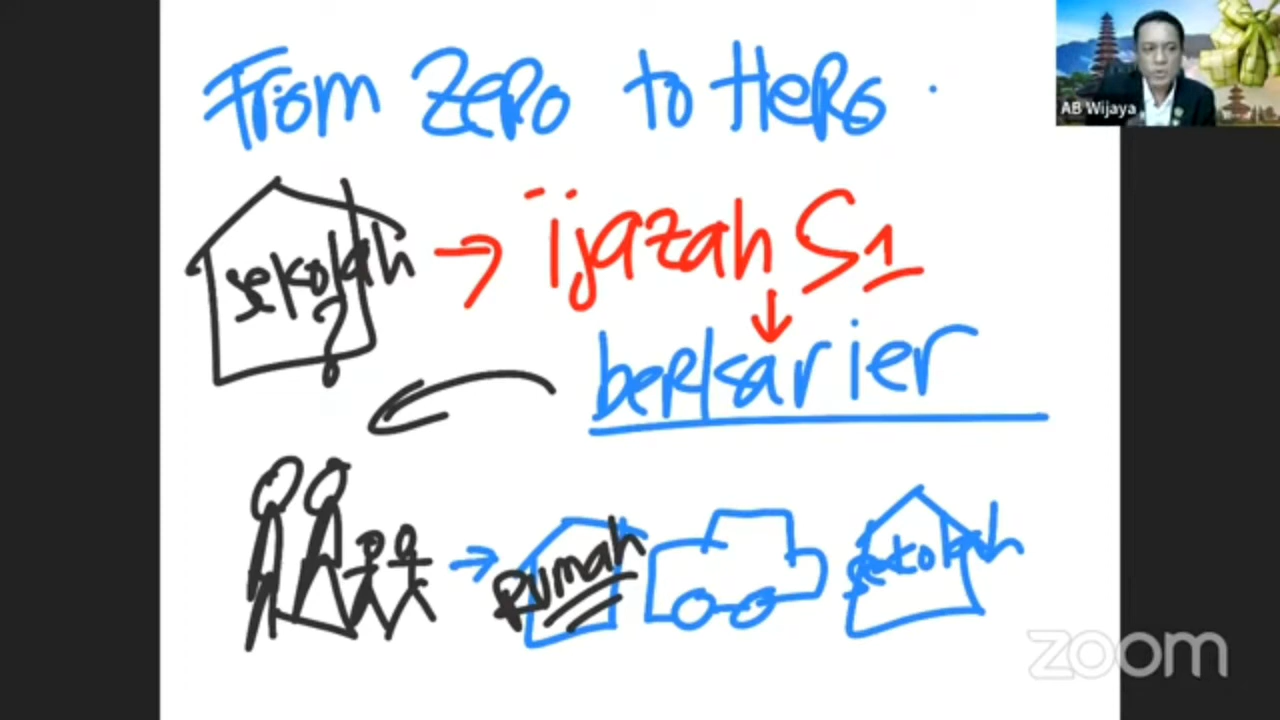 From Zero to Hero.
AB Wijaya
sekolah ?
ijazah S1
berkarier
Rumah
sekolah
zoom